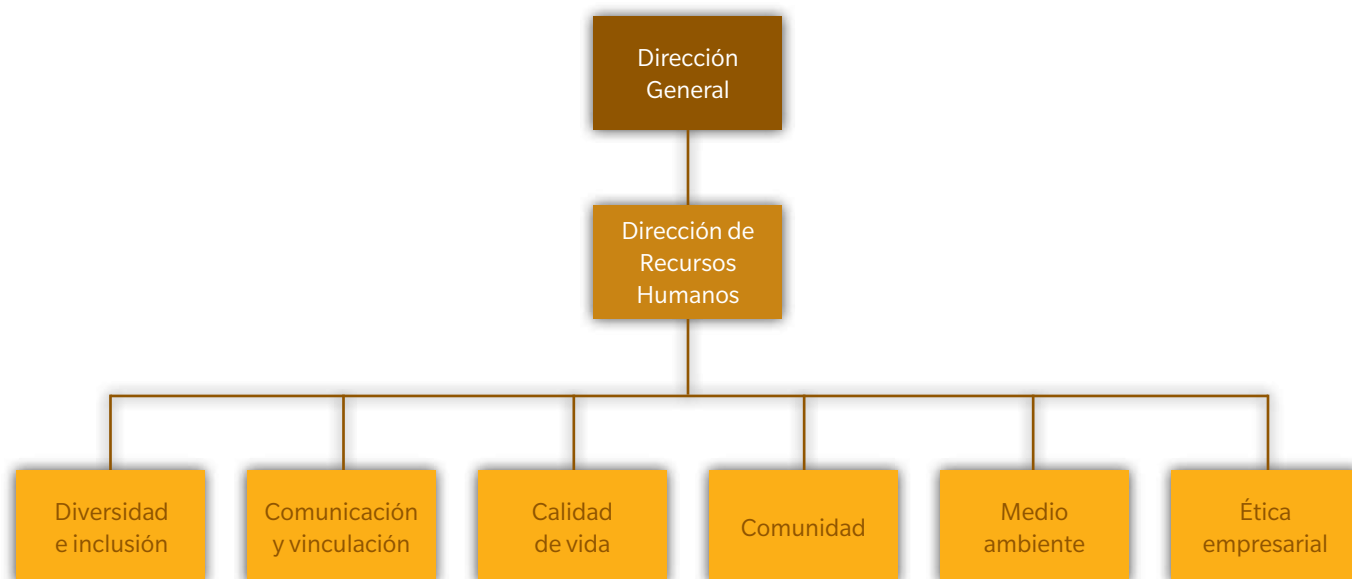 Dirección
General
Dirección de
Recursos
Humanos
Diversidad
e inclusión
Comunicación
y vinculación
Calidad
de vida
Comunidad
Medio
ambiente
Ética
empresarial